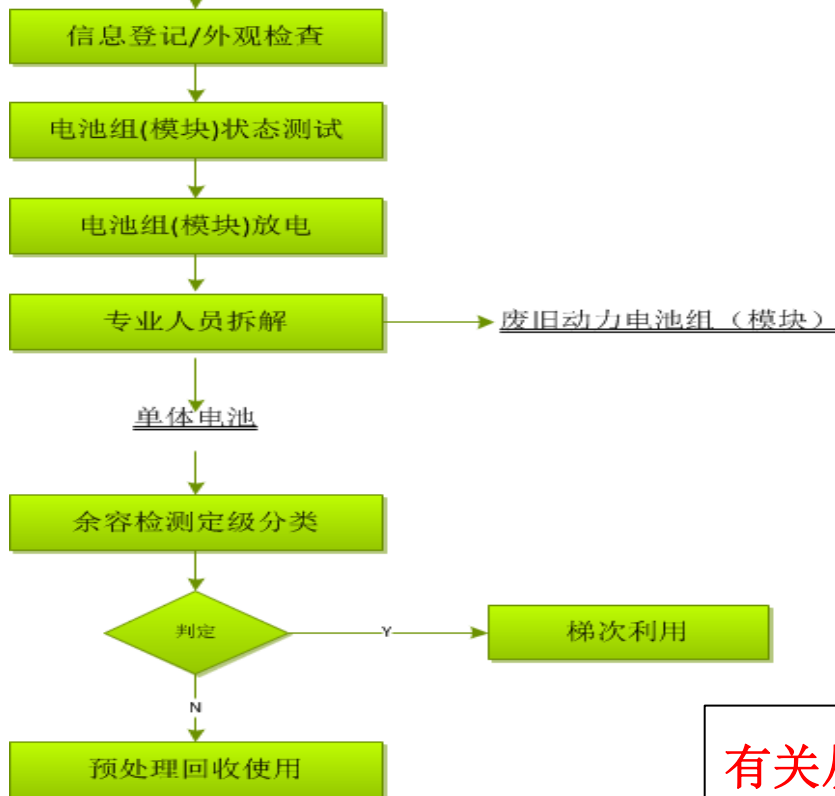 信息登记/外观检查
电池组(模块)状态测试
电池组(模块)放电
专业人员拆解
废旧动力电池组（模块）
单体电池
余容检测定级分类
判定
Y
梯次利用
N
预处理回收使用
有关